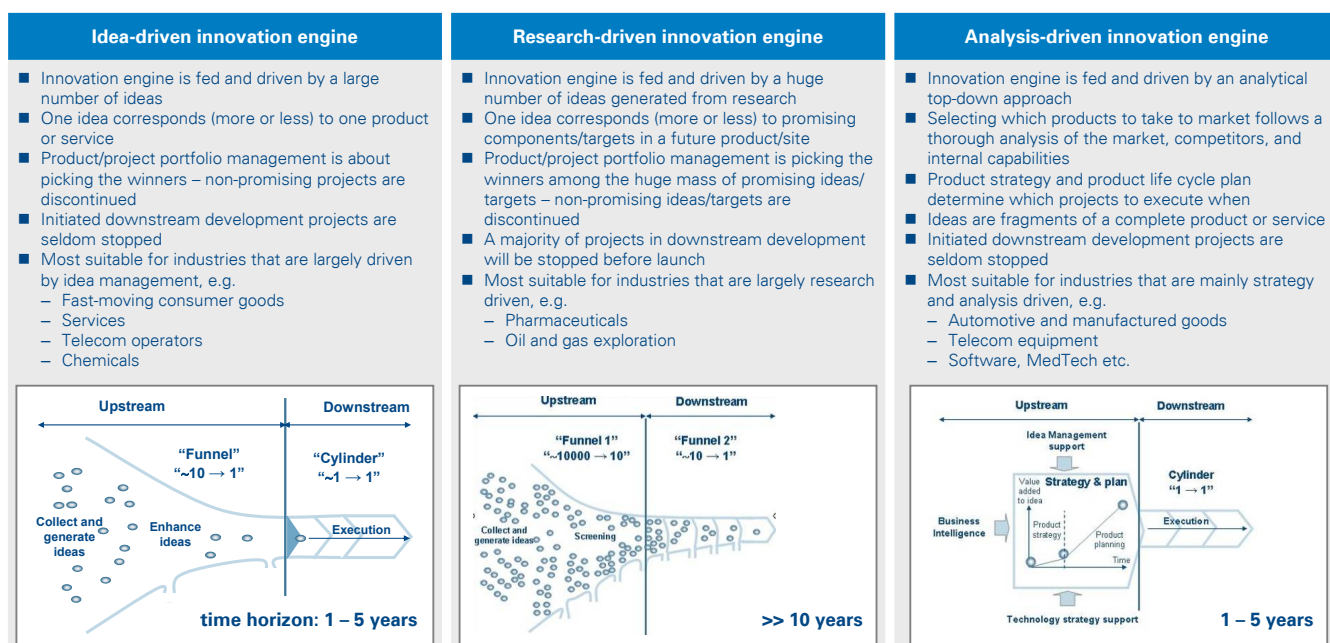 Idea-driven innovation engine
■ Innovation engine is fed and driven by a large
number of ideas
■ One idea corresponds (more or less) to one product
or service
■ Product/project portfolio management is about
picking the winners – non-promising projects are
discontinued
■ Initiated downstream development projects are
seldom stopped
■ Most suitable for industries that are largely driven
by idea management, e.g.
– Fast-moving consumer goods
– Services
– Telecom operators
– Chemicals
Upstream
Downstream
“Funnel”
“~10 → 1”
“Cylinder”
“~1 → 1”
Collect and
generate
ideas
Enhance
ideas
Execution
time horizon: 1 – 5 years
Research-driven innovation engine
■ Innovation engine is fed and driven by a huge
number of ideas generated from research
■ One idea corresponds (more or less) to promising
components/targets in a future product/site
■ Product/project portfolio management is picking the
winners among the huge mass of promising ideas/
targets – non-promising ideas/targets are
discontinued
■ A majority of projects in downstream development
will be stopped before launch
■ Most suitable for industries that are largely research
driven, e.g.
– Pharmaceuticals
– Oil and gas exploration
Upstream
Downstream
“Funnel 1”
“~10000 → 10”
“Funnel 2”
“~10 → 1”
Collect and
generate ideas
Screening
>> 10 years
Analysis-driven innovation engine
■ Innovation engine is fed and driven by an analytical
top-down approach
■ Selecting which products to take to market follows a
thorough analysis of the market, competitors, and
internal capabilities
■ Product strategy and product life cycle plan
determine which projects to execute when
■ Ideas are fragments of a complete product or service
■ Initiated downstream development projects are
seldom stopped
■ Most suitable for industries that are mainly strategy
and analysis driven, e.g.
– Automotive and manufactured goods
– Telecom equipment
– Software, MedTech etc.
Upstream
Downstream
Idea Management
support
Value
added
to idea
Strategy & plan
Cylinder
“1 → 1”
Business
Intelligence
Product
strategy
Product
planning
Time
Execution
Technology strategy support
1 – 5 years